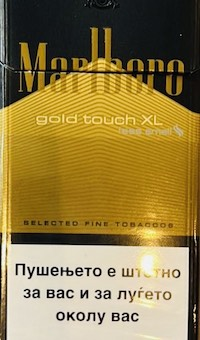 Marlboro
gold touch XL
less smell
SELECTED FINE TOBACCOS
Пушењето е штетно
за вас и за луѓето
околу вас